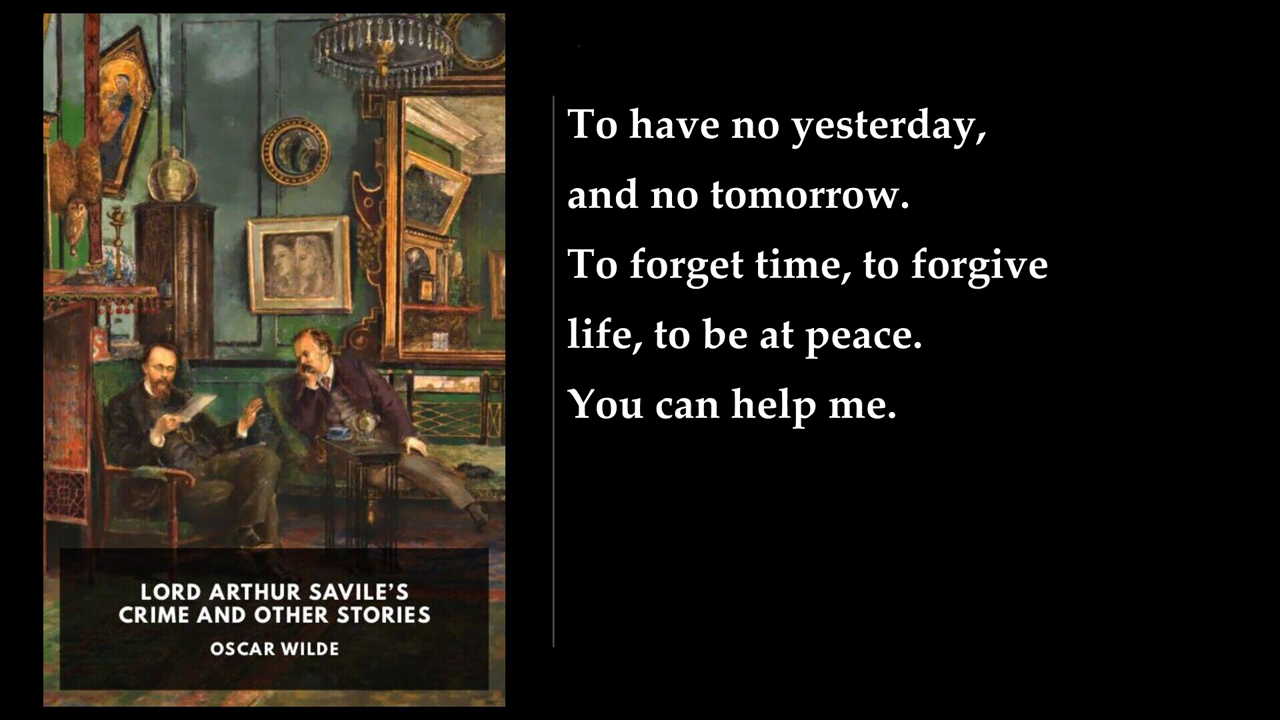 To have no yesterday,
and no tomorrow.
To forget time, to forgive
life, to be at peace.
You can help me.
LORD ARTHUR SAVILE’S
CRIME AND OTHER STORIES
OSCAR WILDE